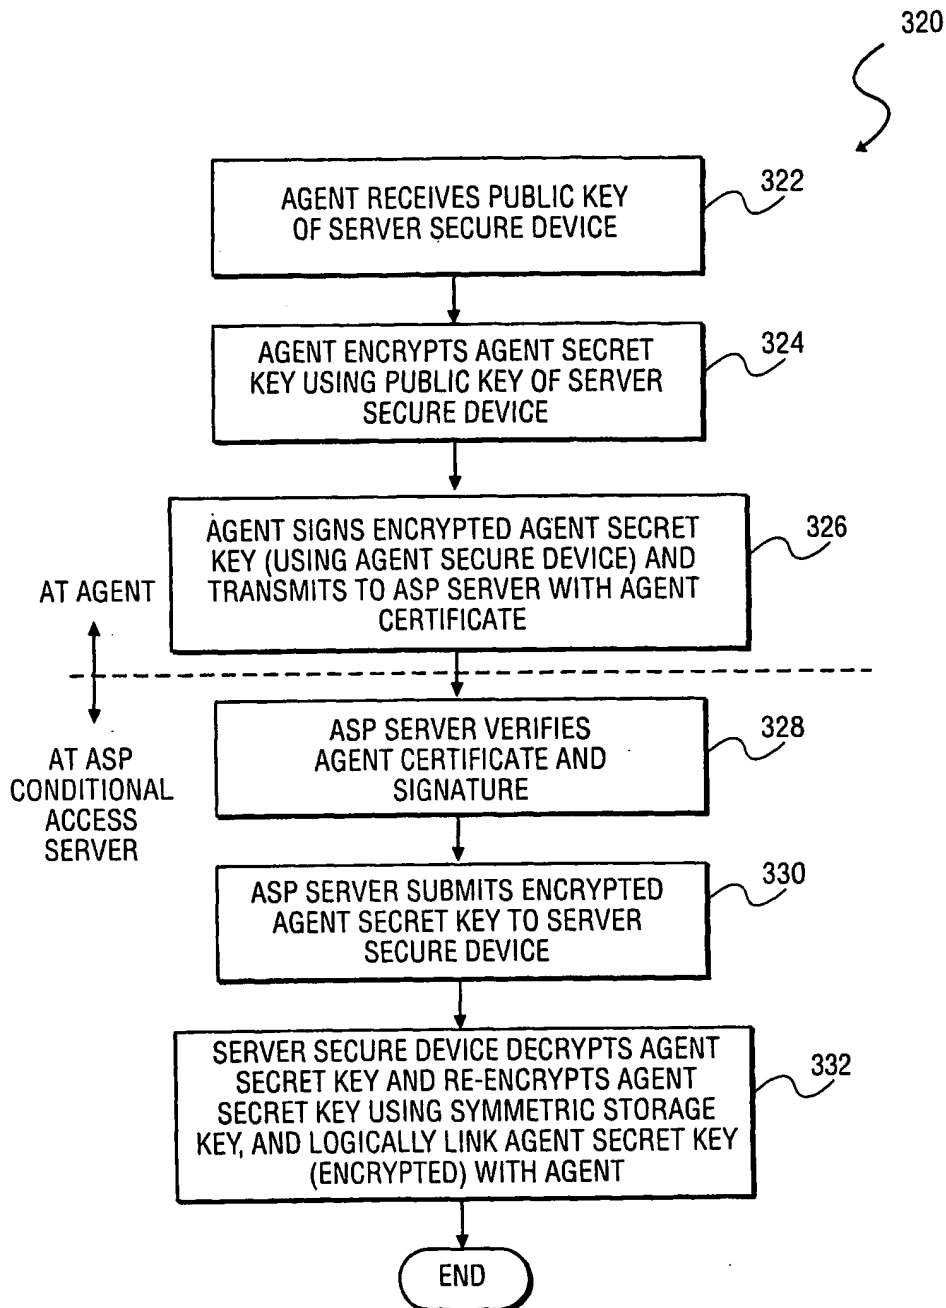 320
AGENT RECEIVES PUBLIC KEY
OF SERVER SECURE DEVICE
322
AGENT ENCRYPTS AGENT SECRET
KEY USING PUBLIC KEY OF SERVER
SECURE DEVICE
324
AGENT SIGNS ENCRYPTED AGENT SECRET
KEY (USING AGENT SECURE DEVICE) AND
TRANSMITS TO ASP SERVER WITH AGENT
CERTIFICATE
326
AT AGENT
AT ASP
CONDITIONAL
ACCESS
SERVER
ASP SERVER VERIFIES
AGENT CERTIFICATE AND
SIGNATURE
328
ASP SERVER SUBMITS ENCRYPTED
AGENT SECRET KEY TO SERVER
SECURE DEVICE
330
SERVER SECURE DEVICE DECRYPTS AGENT
SECRET KEY AND RE-ENCRYPTS AGENT
SECRET KEY USING SYMMETRIC STORAGE
KEY, AND LOGICALLY LINK AGENT SECRET KEY
(ENCRYPTED) WITH AGENT
332
END